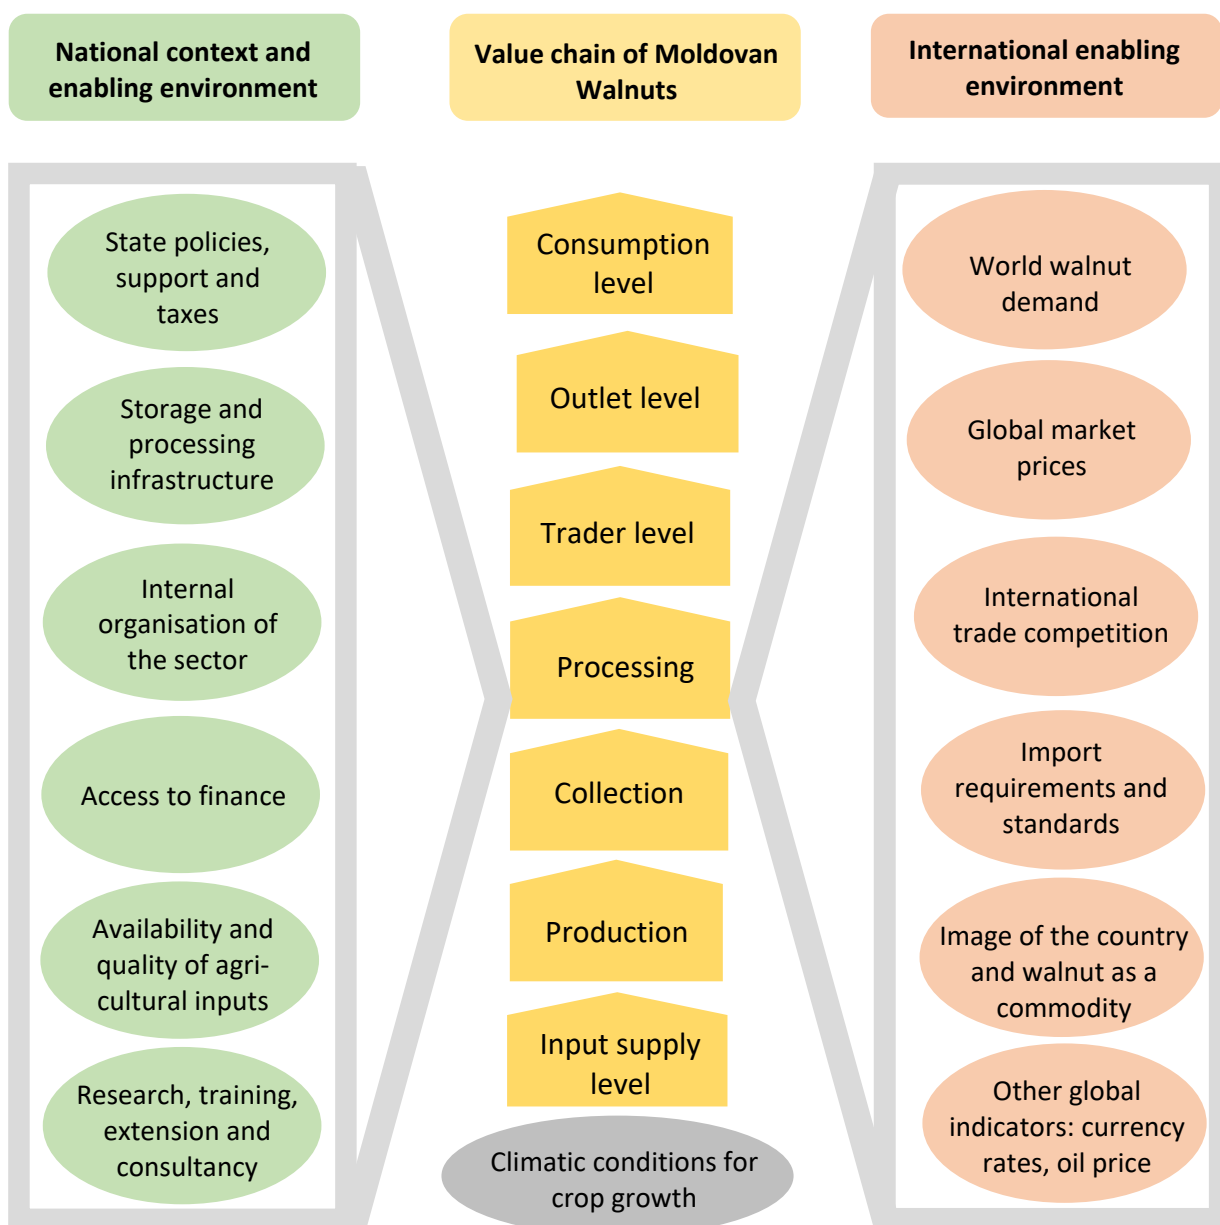 National context and
enabling environment
Value chain of Moldovan
Walnuts
International enabling
environment
State policies,
support and
taxes
Storage and
processing
infrastructure
Internal
organisation of
the sector
Access to finance
Availability and
quality of agri-
cultural inputs
Research, training,
extension and
consultancy
Consumption
level
Outlet level
Trader level
Processing
Collection
Production
Input supply
level
Climatic conditions for
crop growth
World walnut
demand
Global market
prices
International
trade competition
Import
requirements and
standards
Image of the country
and walnut as a
commodity
Other global
indicators: currency
rates, oil price